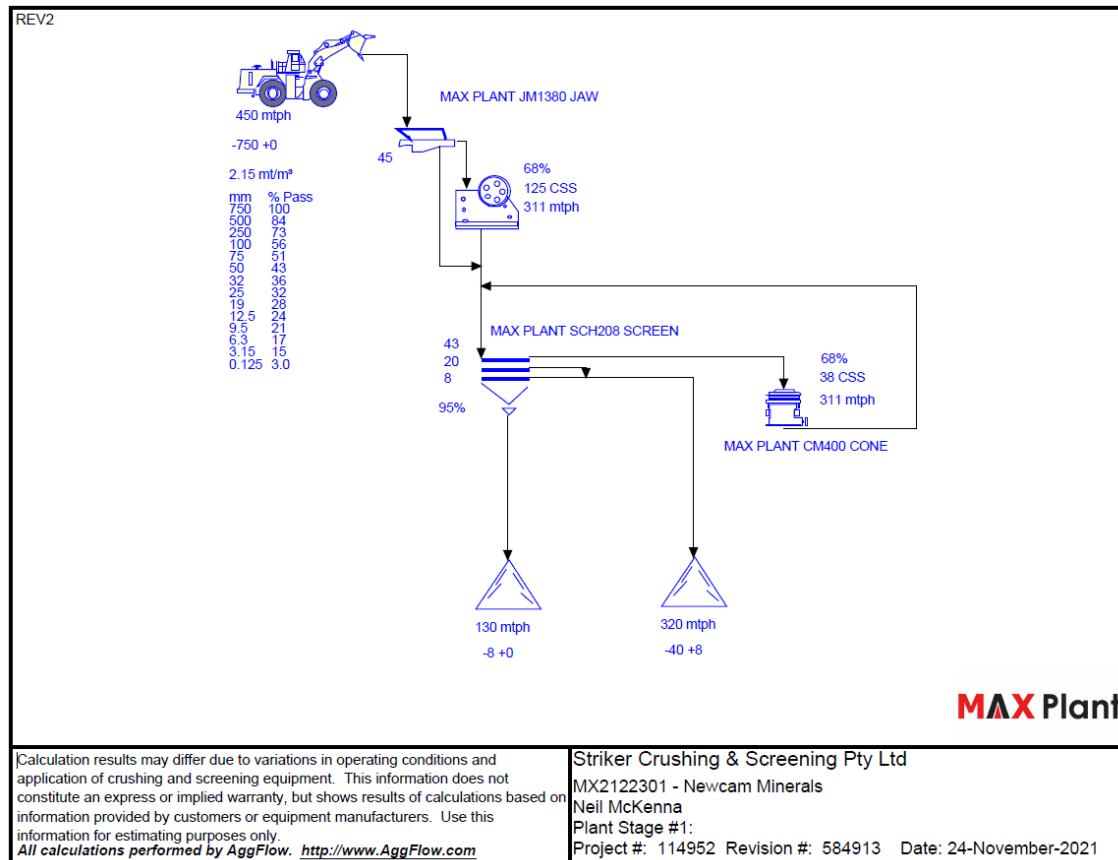 REV2
450 mtph
-750 +0
2.15 mt/m³
mm % Pass
750 100
500 84
250 73
100 56
75 51
50 43
32 36
25 32
19 28
12.5 24
9.5 21
6.3 17
3.15 15
0.125 3.0
MAX PLANT JM1380 JAW
45
68%
125 CSS
311 mtph
MAX PLANT SCH208 SCREEN
43
20
8
95%
68%
38 CSS
311 mtph
MAX PLANT CM400 CONE
130 mtph
-8 +0
320 mtph
-40 +8
MAX Plant
Calculation results may differ due to variations in operating conditions and
application of crushing and screening equipment. This information does not
constitute an express or implied warranty, but shows results of calculations based on
information provided by customers or equipment manufacturers. Use this
information for estimating purposes only.
All calculations performed by AggFlow. http://www.AggFlow.com
Striker Crushing & Screening Pty Ltd
MX2122301 - Newcam Minerals
Neil McKenna
Plant Stage #1:
Project #: 114952 Revision #: 584913 Date: 24-November-2021